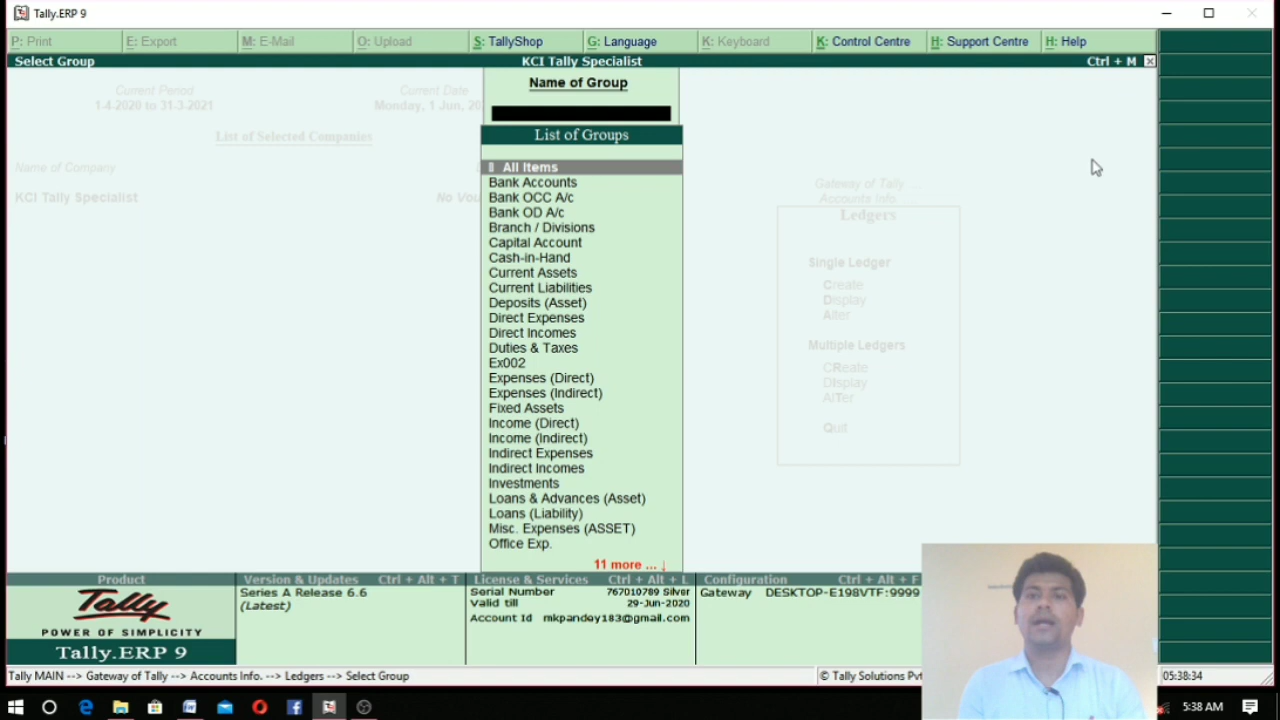 Tally.ERP 9
P: Print
E: Export
M: E-Mail
O: Upload
S: TallyShop
G: Language
K: Keyboard
K: Control Centre
H: Support Centre
H: Help
Select Group
KCI Tally Specialist
Ctrl + M
Current Period
1-4-2020 to 31-3-2021
Current Date
Monday, 1 Jun, 20
List of Selected Companies
Name of Company
KCI Tally Specialist
No Vou
Name of Group
List of Groups
All Items
Bank Accounts
Bank OCC A/c
Bank OD A/c
Branch / Divisions
Capital Account
Cash-in-Hand
Current Assets
Current Liabilities
Deposits (Asset)
Direct Expenses
Direct Incomes
Duties & Taxes
Ex002
Expenses (Direct)
Expenses (Indirect)
Fixed Assets
Income (Direct)
Income (Indirect)
Indirect Expenses
Indirect Incomes
Investments
Loans & Advances (Asset)
Loans (Liability)
Misc. Expenses (ASSET)
Office Exp.
11 more ... ↓
Gateway of Tally ...
Accounts Info.
Ledgers
Single Ledger
Create
Display
Alter
Multiple Ledgers
CReate
DIsplay
AlTer
Quit
Product
Tally
POWER OF SIMPLICITY
Tally.ERP 9
Version & Updates Ctrl + Alt + T
Series A Release 6.6
(Latest)
License & Services Ctrl + Alt + L
Serial Number 767010789 Silver
Valid till 29-Jun-2020
Account Id mkpandey183@gmail.com
Configuration Ctrl + Alt + F
Gateway DESKTOP-E198VTF:9999
Tally MAIN --> Gateway of Tally --> Accounts Info. --> Ledgers --> Select Group
© Tally Solutions Pvt
05:38:34
5:38 AM